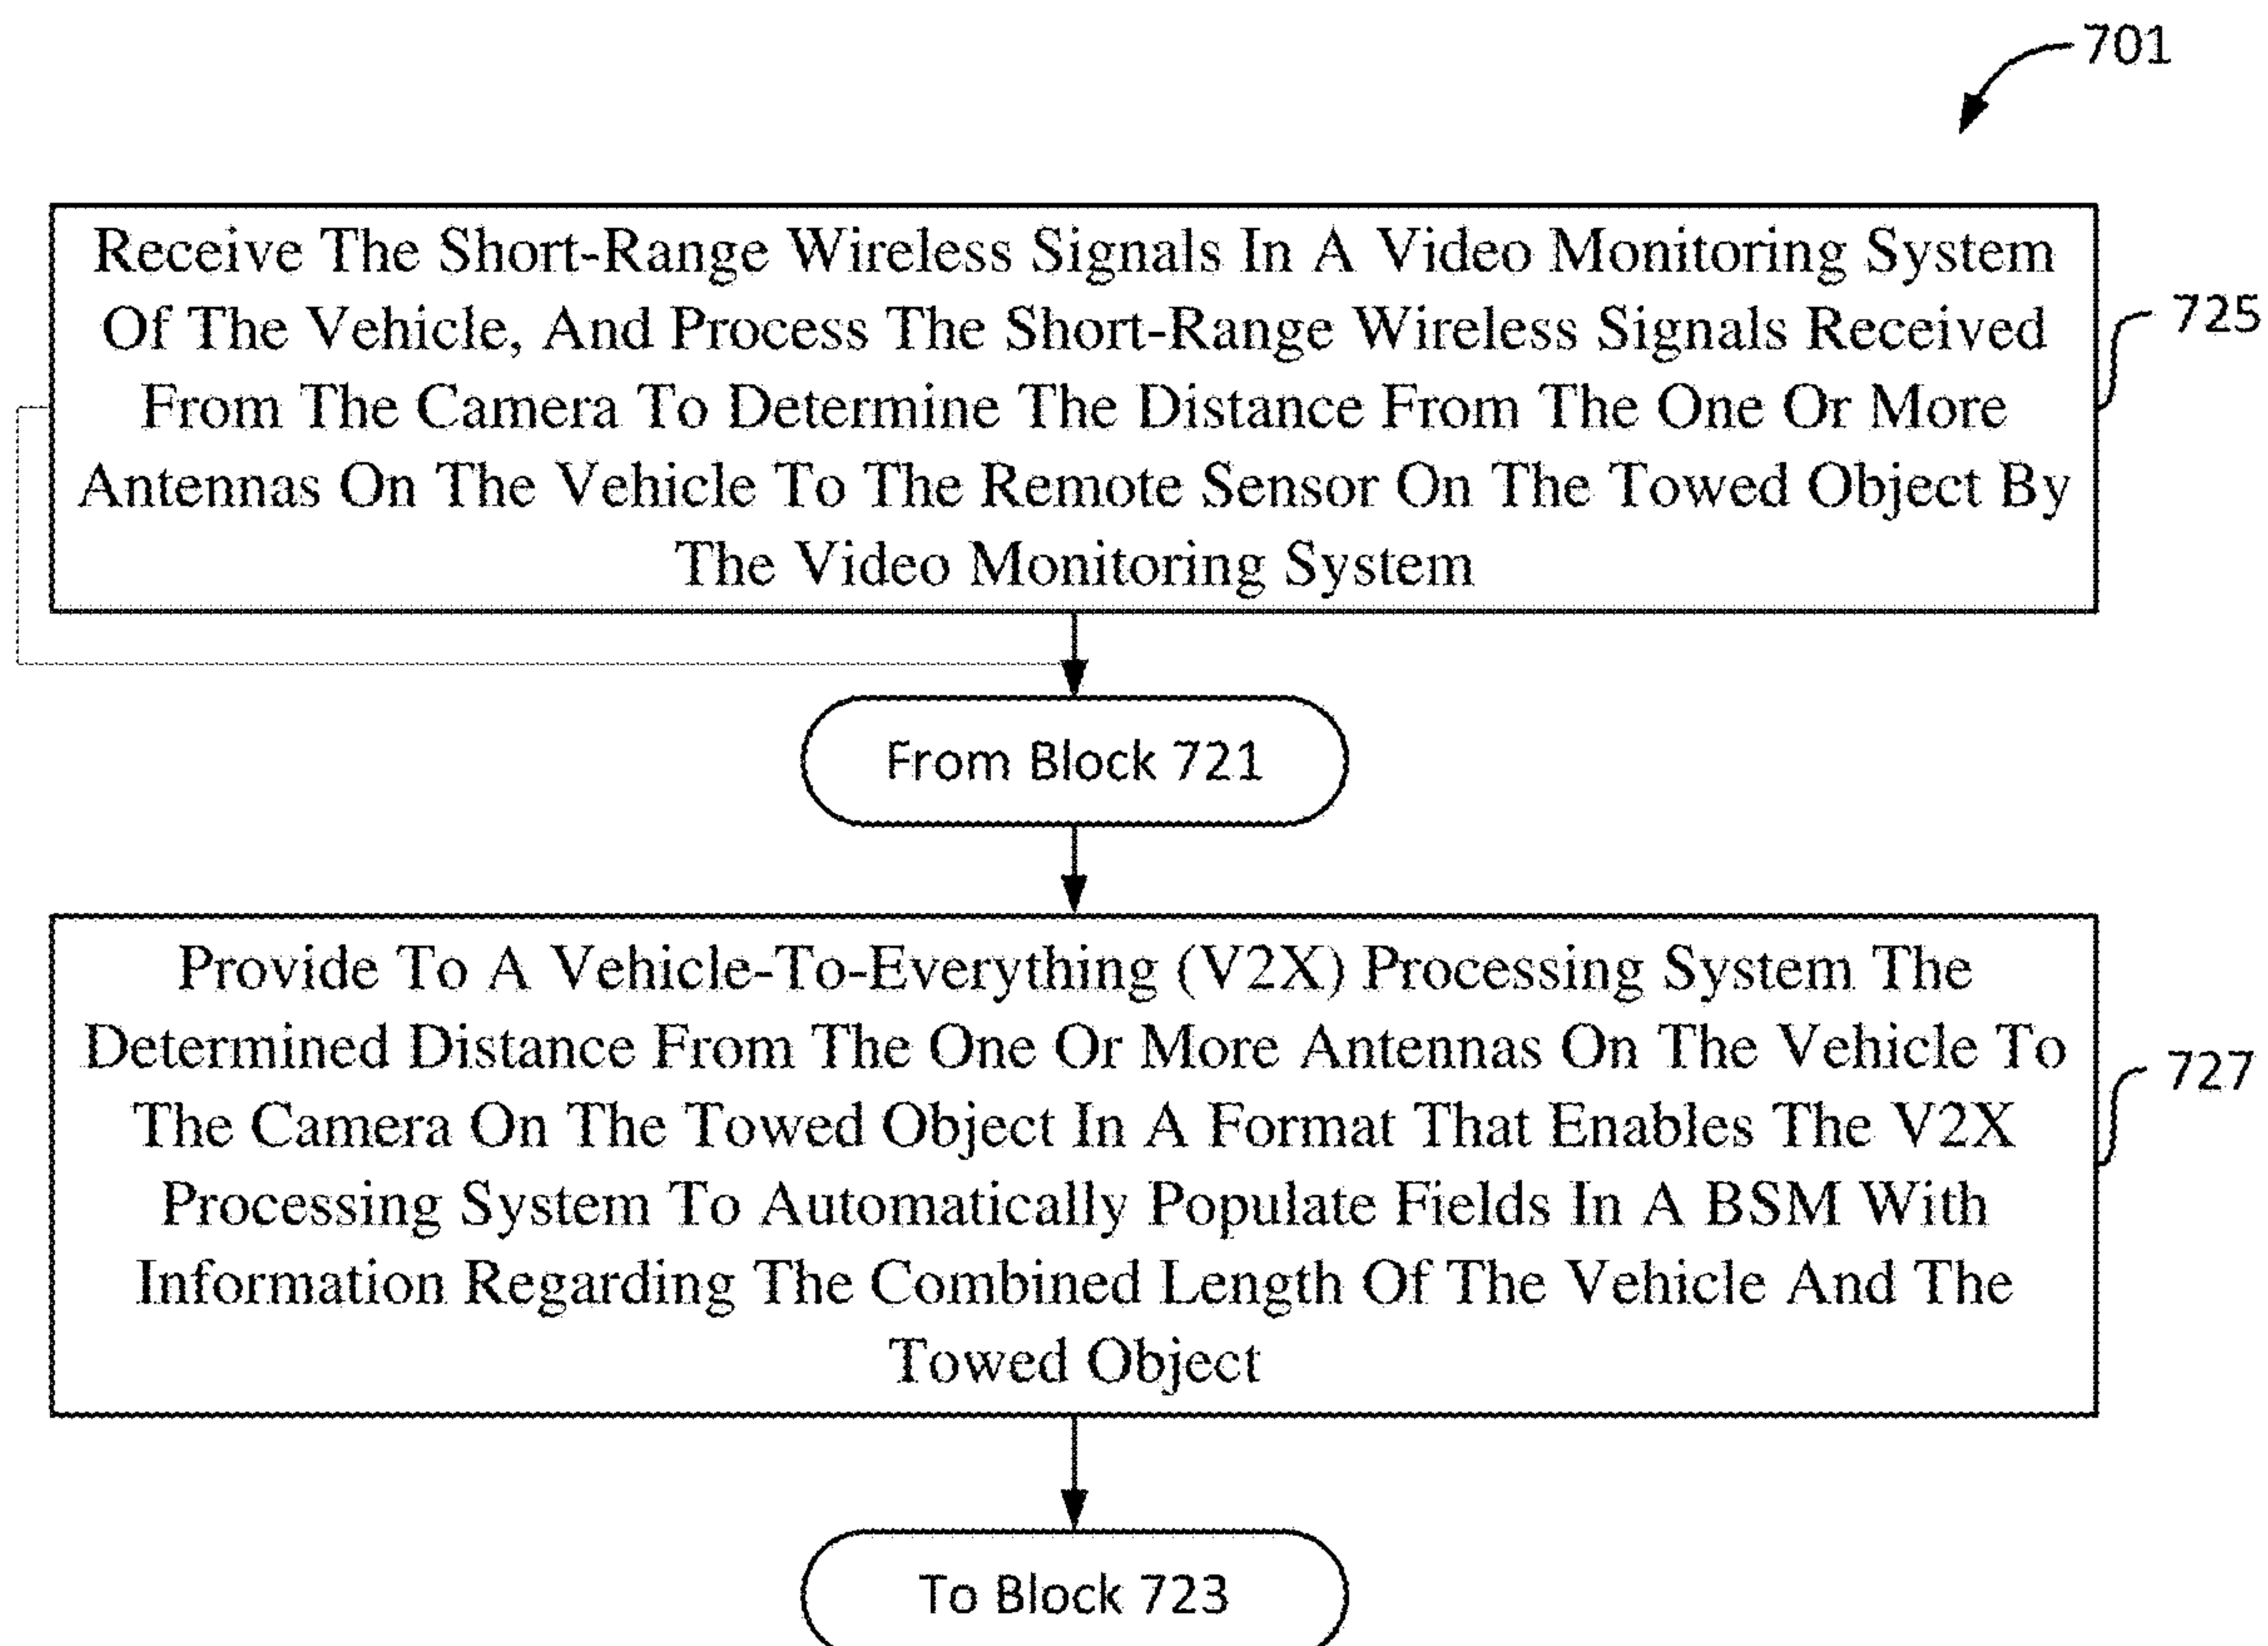 701
Receive The Short-Range Wireless Signals In A Video Monitoring System
Of The Vehicle, And Process The Short-Range Wireless Signals Received
From The Camera To Determine The Distance From The One Or More
Antennas On The Vehicle To The Remote Sensor On The Towed Object By
The Video Monitoring System
725
From Block 721
Provide To A Vehicle-To-Everything (V2X) Processing System The
Determined Distance From The One Or More Antennas On The Vehicle To
The Camera On The Towed Object In A Format That Enables The V2X
Processing System To Automatically Populate Fields In A BSM With
Information Regarding The Combined Length Of The Vehicle And The
Towed Object
727
To Block 723